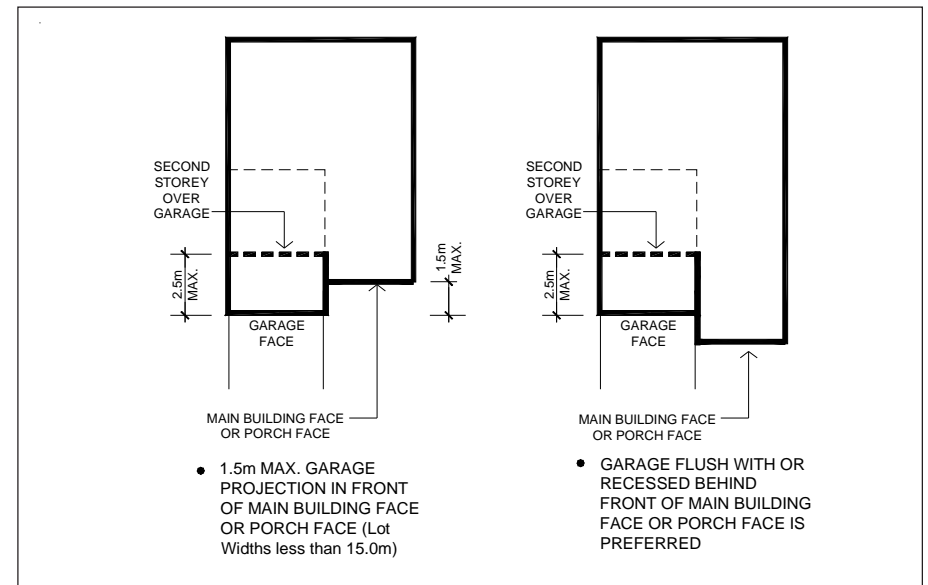 SECOND
STOREY
OVER
GARAGE
2.5m
MAX.
1.5m
MAX.
GARAGE
FACE
MAIN BUILDING FACE
OR PORCH FACE
● 1.5m MAX. GARAGE
PROJECTION IN FRONT
OF MAIN BUILDING FACE
OR PORCH FACE (Lot
Widths less than 15.0m)
SECOND
STOREY
OVER
GARAGE
2.5m
MAX.
GARAGE
FACE
MAIN BUILDING FACE
OR PORCH FACE
● GARAGE FLUSH WITH OR
RECESSED BEHIND
FRONT OF MAIN BUILDING
FACE OR PORCH FACE IS
PREFERRED